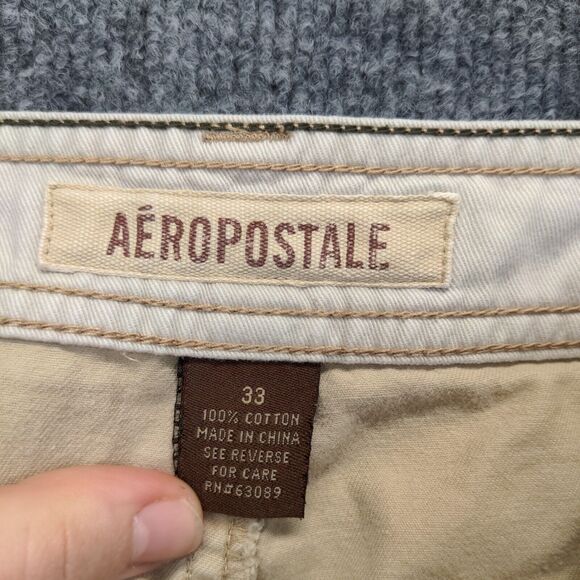 AÉROPOSTALE
33
100% COTTON
MADE IN CHINA
SEE REVERSE
FOR CARE
RN#63089